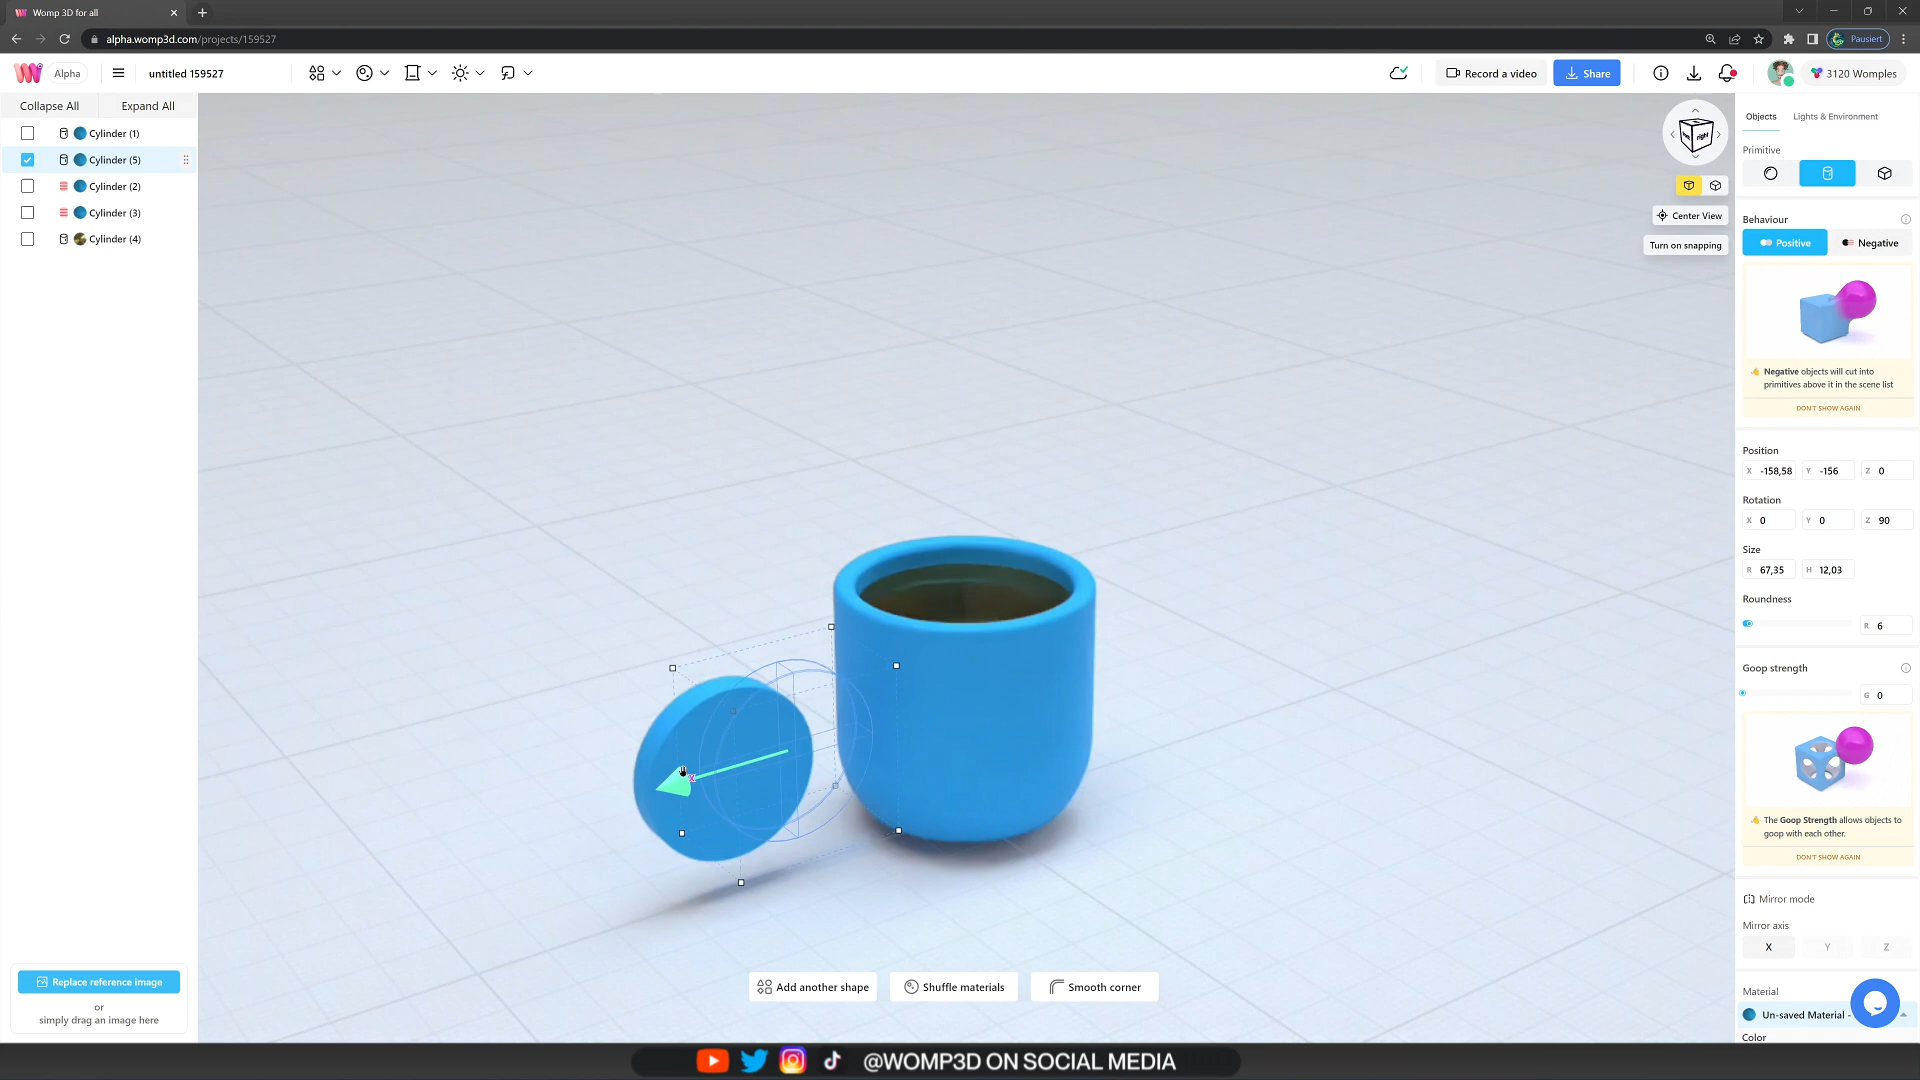 Womp 3D for all
alpha.womp3d.com/projects/159527
Pausiert
Alpha
untitled 159527
Record a video
Share
3120 Womples
Collapse All
Expand All
Cylinder (1)
Cylinder (5)
Cylinder (2)
Cylinder (3)
Cylinder (4)
right
Center View
Turn on snapping
Objects
Lights & Environment
Primitive
Behaviour
Positive
Negative
Negative objects will cut into
primitives above it in the scene list
DON'T SHOW AGAIN
Position
X -158,58 Y -156 Z 0
Rotation
X 0 Y 0 Z 90
Size
R 67,35 H 12,03
Roundness
R 6
Goop strength
G 0
The Goop Strength allows objects to
goop with each other.
DON'T SHOW AGAIN
Mirror mode
Mirror axis
X Y Z
Material
Un-saved Material -
Color
X
Replace reference image
or
simply drag an image here
Add another shape
Shuffle materials
Smooth corner
@WOMP3D ON SOCIAL MEDIA